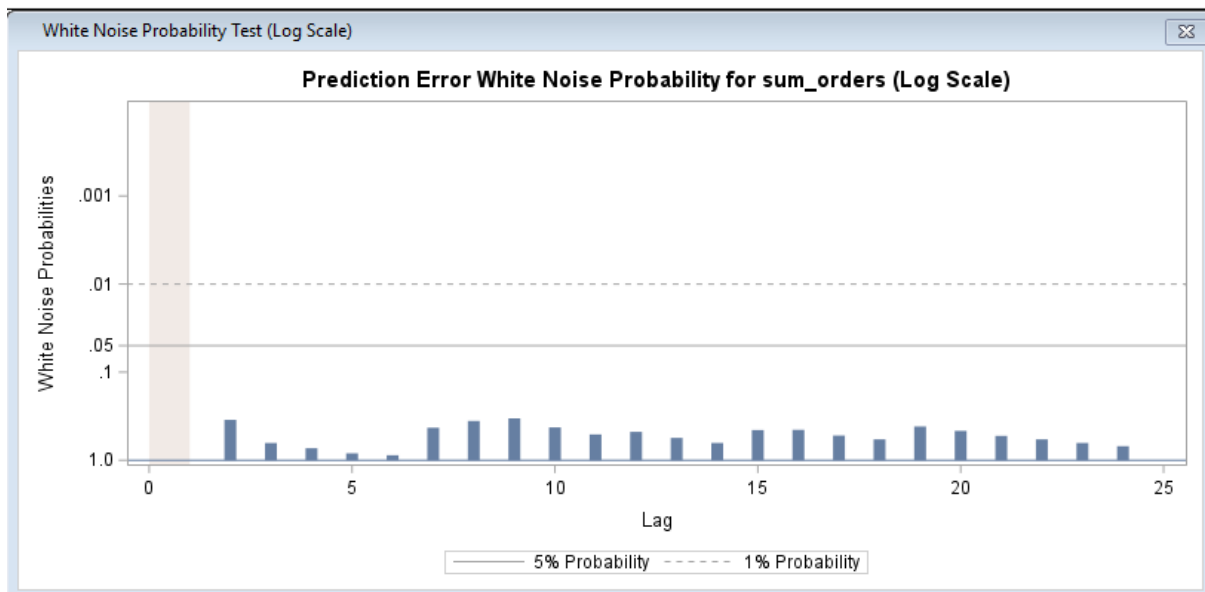 White Noise Probability Test (Log Scale)
Prediction Error White Noise Probability for sum_orders (Log Scale)
White Noise Probabilities
.001
.01
.05
.1
1.0
0 5 10 15 20 25
Lag
5% Probability 1% Probability